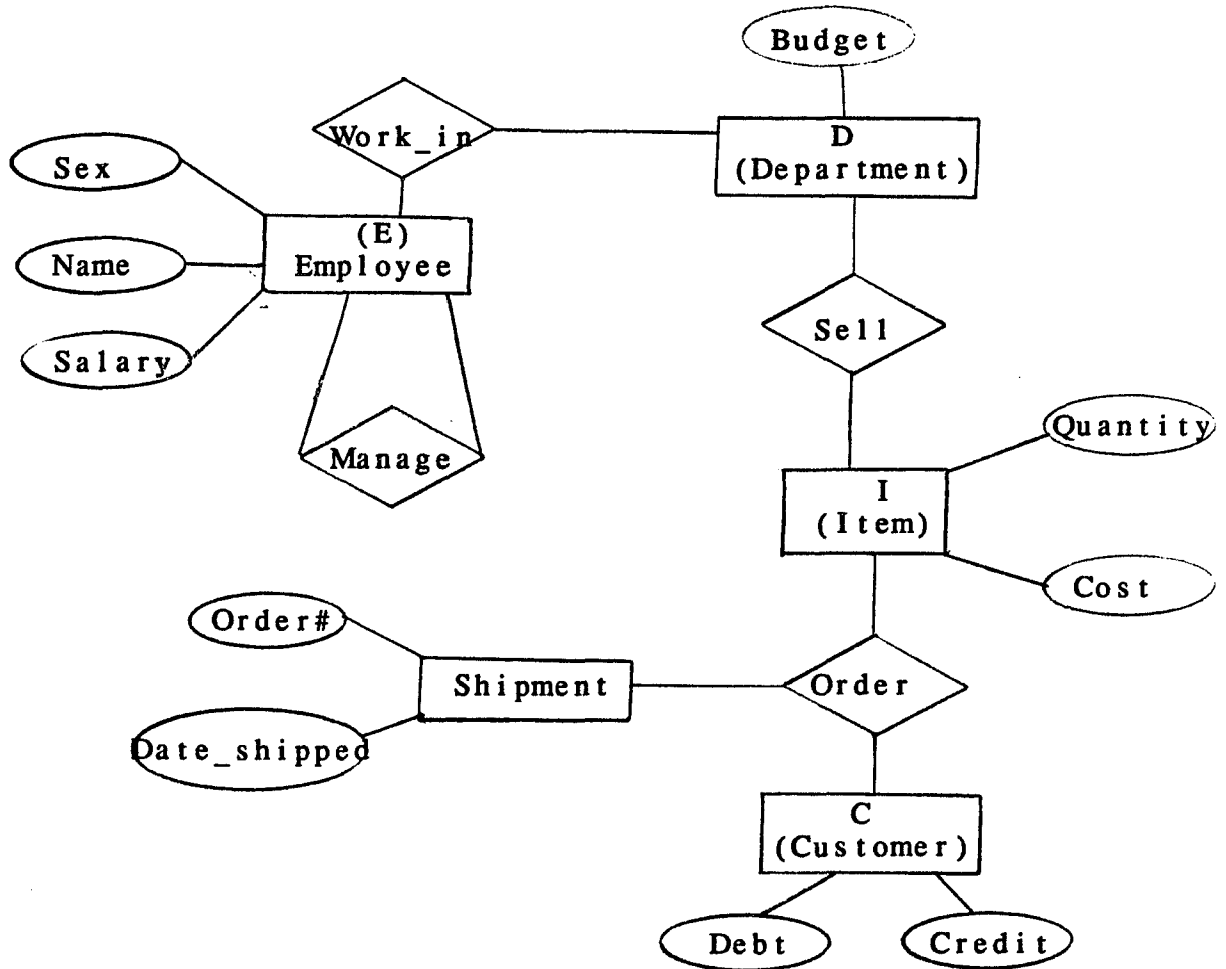 Budget
Work_in
D
(Department)
Sex
(E)
Employee
Name
Salary
Sell
Manage
Quantity
I
(Item)
Cost
Order#
Shipment
Order
Date_shipped
C
(Customer)
Debt
Credit